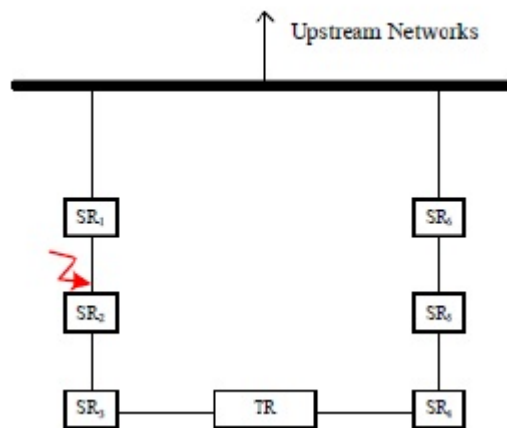 Upstream Networks
SR₁
SR₆
SR₂
SR₅
SR₃
TR
SR₄